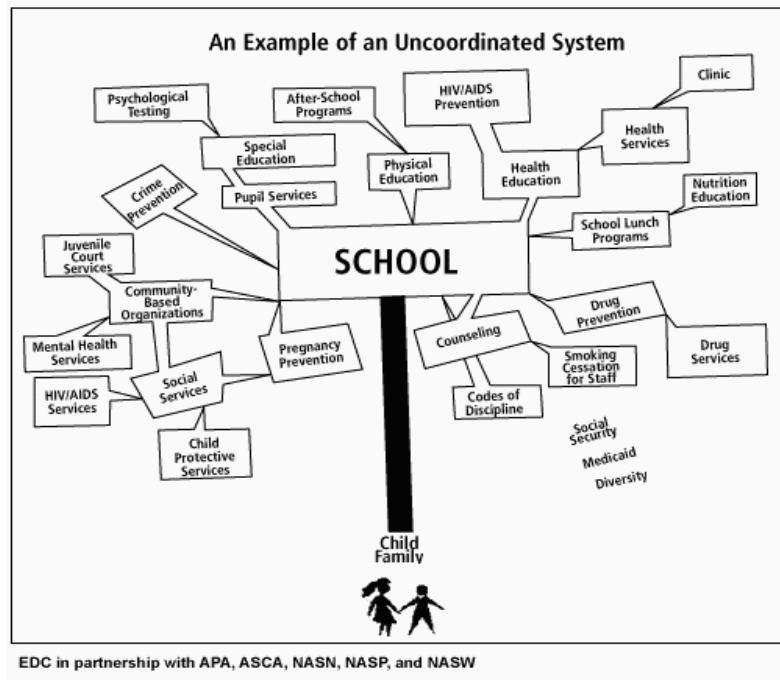 An Example of an Uncoordinated System
Psychological
Testing
After-School
Programs
HIV/AIDS
Prevention
Clinic
Special
Education
Physical
Education
Health
Education
Health
Services
Crime
Prevention
Pupil Services
Nutrition
Education
School Lunch
Programs
SCHOOL
Juvenile
Court
Services
Community-
Based
Organizations
Mental Health
Services
Pregnancy
Prevention
Counseling
Drug
Prevention
Drug
Services
HIV/AIDS
Services
Social
Services
Smoking
Cessation
for Staff
Codes of
Discipline
Child
Protective
Services
Social
Security
Medicaid
Diversity
Child
Family
EDC in partnership with APA, ASCA, NASN, NASP, and NASW